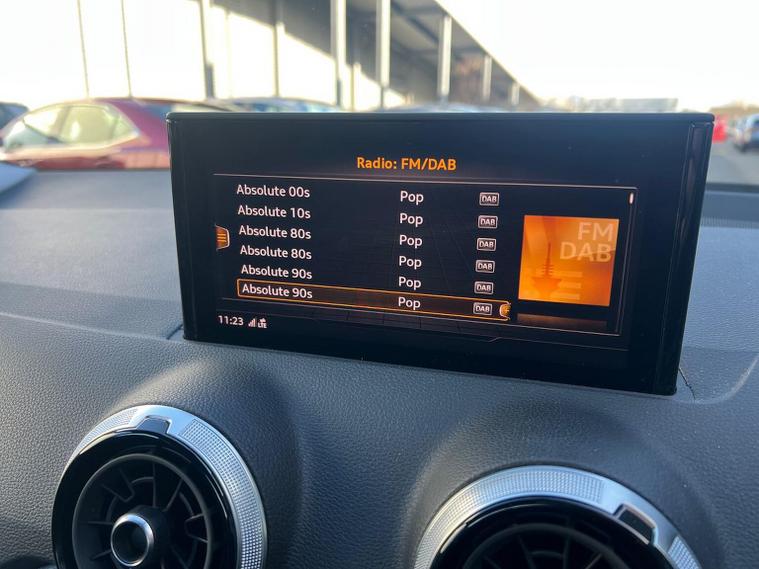 Radio: FM/DAB
Absolute 00s Pop DAB
Absolute 10s Pop DAB
Absolute 80s Pop DAB
Absolute 80s Pop DAB
Absolute 90s Pop DAB
Absolute 90s Pop DAB
FM
DAB
11:23 LTE